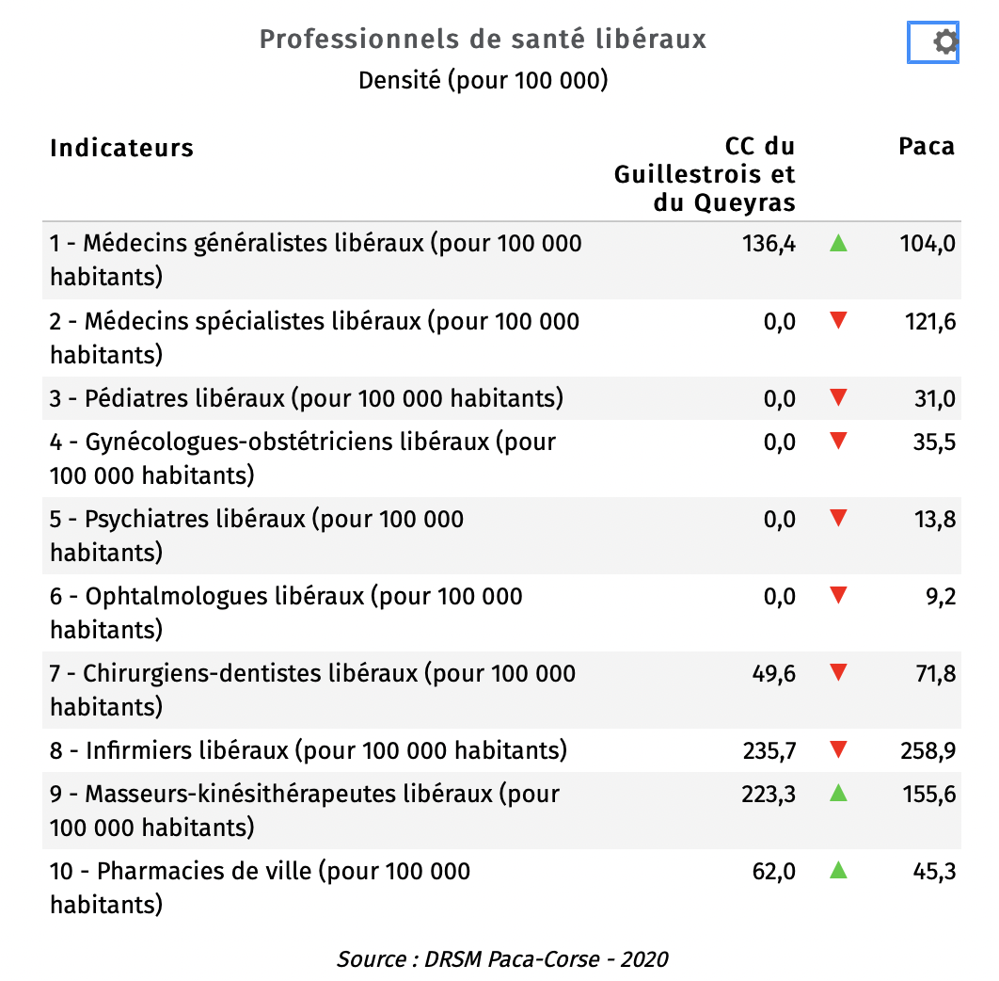 Professionnels de santé libéraux
Densité (pour 100 000)
Indicateurs
CC du
Guillestrois et
du Queyras
Paca
1 - Médecins généralistes libéraux (pour 100 000
habitants)
136,4 ▲ 104,0
2 - Médecins spécialistes libéraux (pour 100 000
habitants)
0,0 ▼ 121,6
3 - Pédiatres libéraux (pour 100 000 habitants)
0,0 ▼ 31,0
4 - Gynécologues-obstétriciens libéraux (pour
100 000 habitants)
0,0 ▼ 35,5
5 - Psychiatres libéraux (pour 100 000
habitants)
0,0 ▼ 13,8
6 - Ophtalmologues libéraux (pour 100 000
habitants)
0,0 ▼ 9,2
7 - Chirurgiens-dentistes libéraux (pour 100 000
habitants)
49,6 ▼ 71,8
8 - Infirmiers libéraux (pour 100 000 habitants)
235,7 ▼ 258,9
9 - Masseurs-kinésithérapeutes libéraux (pour
100 000 habitants)
223,3 ▲ 155,6
10 - Pharmacies de ville (pour 100 000
habitants)
62,0 ▲ 45,3
Source : DRSM Paca-Corse - 2020